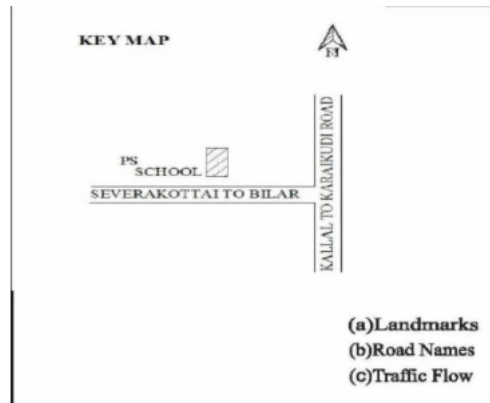 KEY MAP
N
PS
SCHOOL
SEVERAKOTTAI TO BILAR
KALLAL TO KARAIKUDI ROAD
(a)Landmarks
(b)Road Names
(c)Traffic Flow